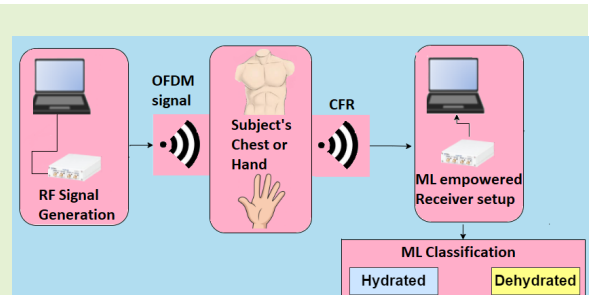 OFDM
signal
CFR
Subject's
Chest or
Hand
RF Signal
Generation
ML empowered
Receiver setup
ML Classification
Hydrated
Dehydrated